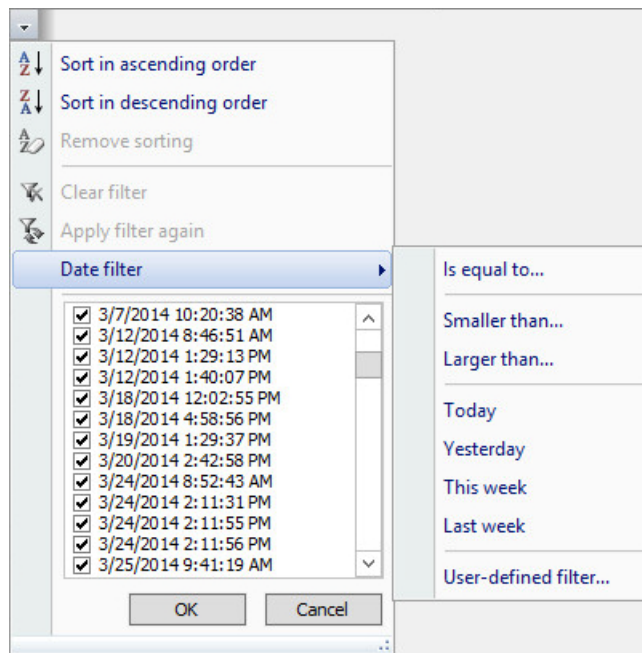 Sort in ascending order
Sort in descending order
Remove sorting
Clear filter
Apply filter again
Date filter
3/7/2014 10:20:38 AM
3/12/2014 8:46:51 AM
3/12/2014 1:29:13 PM
3/12/2014 1:40:07 PM
3/18/2014 12:02:55 PM
3/18/2014 4:58:56 PM
3/19/2014 1:29:37 PM
3/20/2014 2:42:58 PM
3/24/2014 8:52:43 AM
3/24/2014 2:11:31 PM
3/24/2014 2:11:55 PM
3/24/2014 2:11:56 PM
3/25/2014 9:41:19 AM
OK Cancel
Is equal to...
Smaller than...
Larger than...
Today
Yesterday
This week
Last week
User-defined filter...